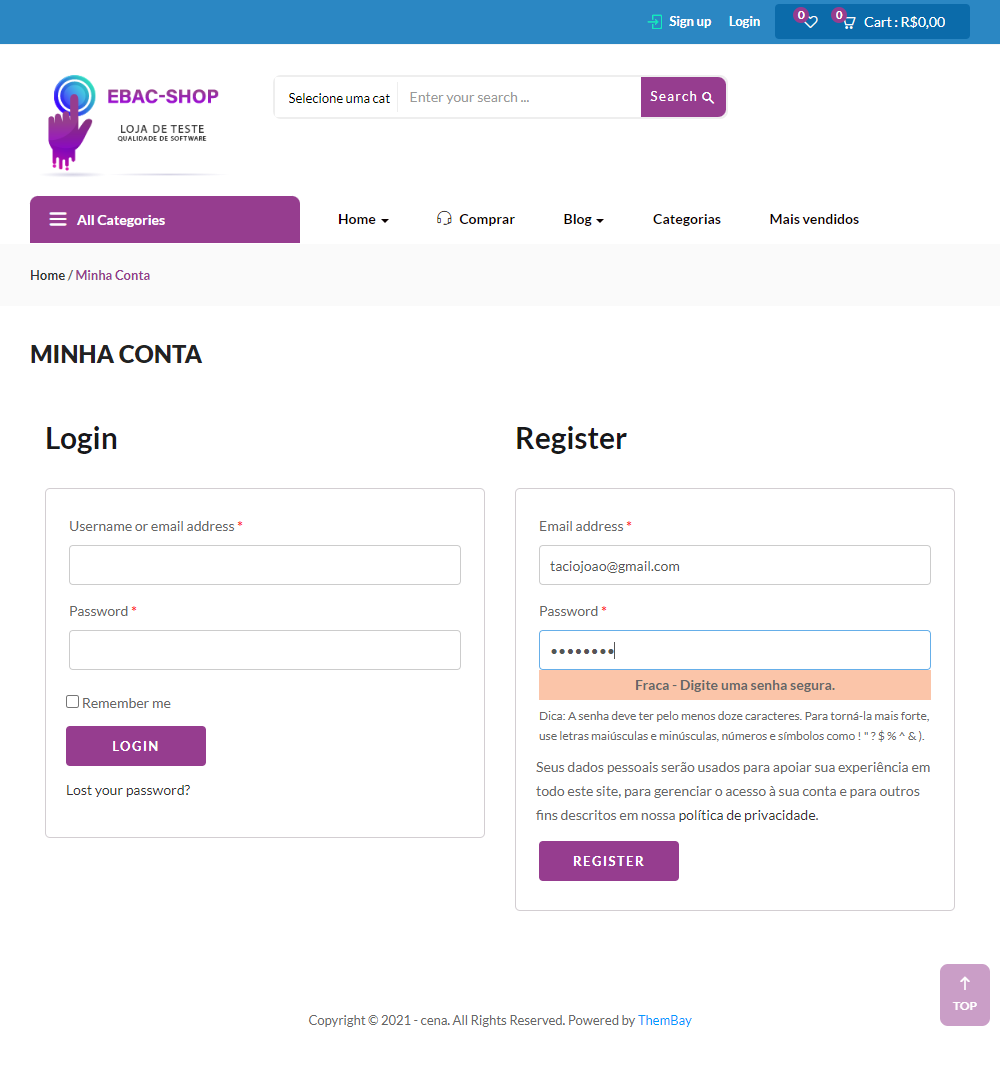 Sign up Login 0 0 Cart : R$0,00
EBAC-SHOP
LOJA DE TESTE
QUALIDADE DE SOFTWARE
Selecione uma cat Enter your search ... Search
All Categories Home Comprar Blog Categorias Mais vendidos
Home / Minha Conta
MINHA CONTA
Login
Username or email address *
Password *
Remember me
LOGIN
Lost your password?
Register
Email address *
taciojoao@gmail.com
Password *
••••••••
Fraca - Digite uma senha segura.
Dica: A senha deve ter pelo menos doze caracteres. Para torná-la mais forte,
use letras maiúsculas e minúsculas, números e símbolos como ! " ? $ % ^ & ).
Seus dados pessoais serão usados para apoiar sua experiência em
todo este site, para gerenciar o acesso à sua conta e para outros
fins descritos em nossa política de privacidade.
REGISTER
TOP
Copyright © 2021 - cena. All Rights Reserved. Powered by ThemBay